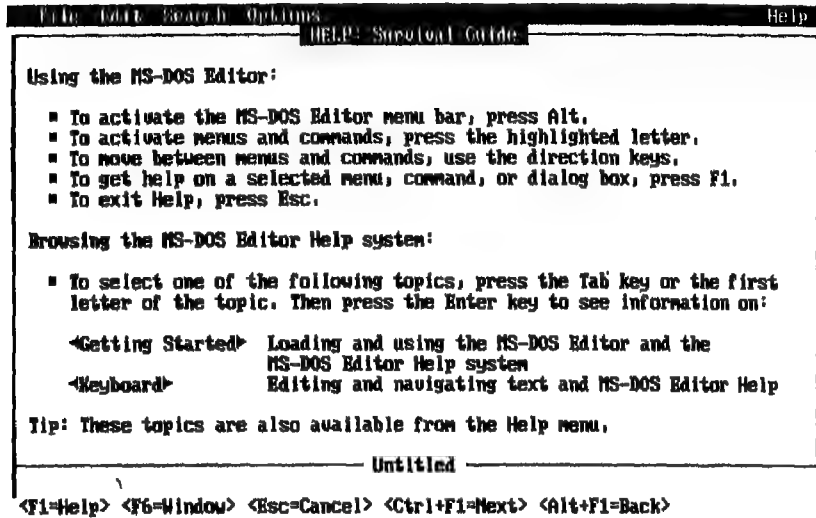 File Edit Search Options Help
HELP: Survival Guide
Using the MS-DOS Editor:
■ To activate the MS-DOS Editor menu bar, press Alt.
■ To activate menus and commands, press the highlighted letter.
■ To move between menus and commands, use the direction keys.
■ To get help on a selected menu, command, or dialog box, press F1.
■ To exit Help, press Esc.
Browsing the MS-DOS Editor Help system:
■ To select one of the following topics, press the Tab key or the first
letter of the topic. Then press the Enter key to see information on:
◄Getting Started► Loading and using the MS-DOS Editor and the
MS-DOS Editor Help system
◄Keyboard► Editing and navigating text and MS-DOS Editor Help
Tip: These topics are also available from the Help menu.
Untitled
<F1=Help> <F6=Window> <Esc=Cancel> <Ctrl+F1=Next> <Alt+F1=Back>